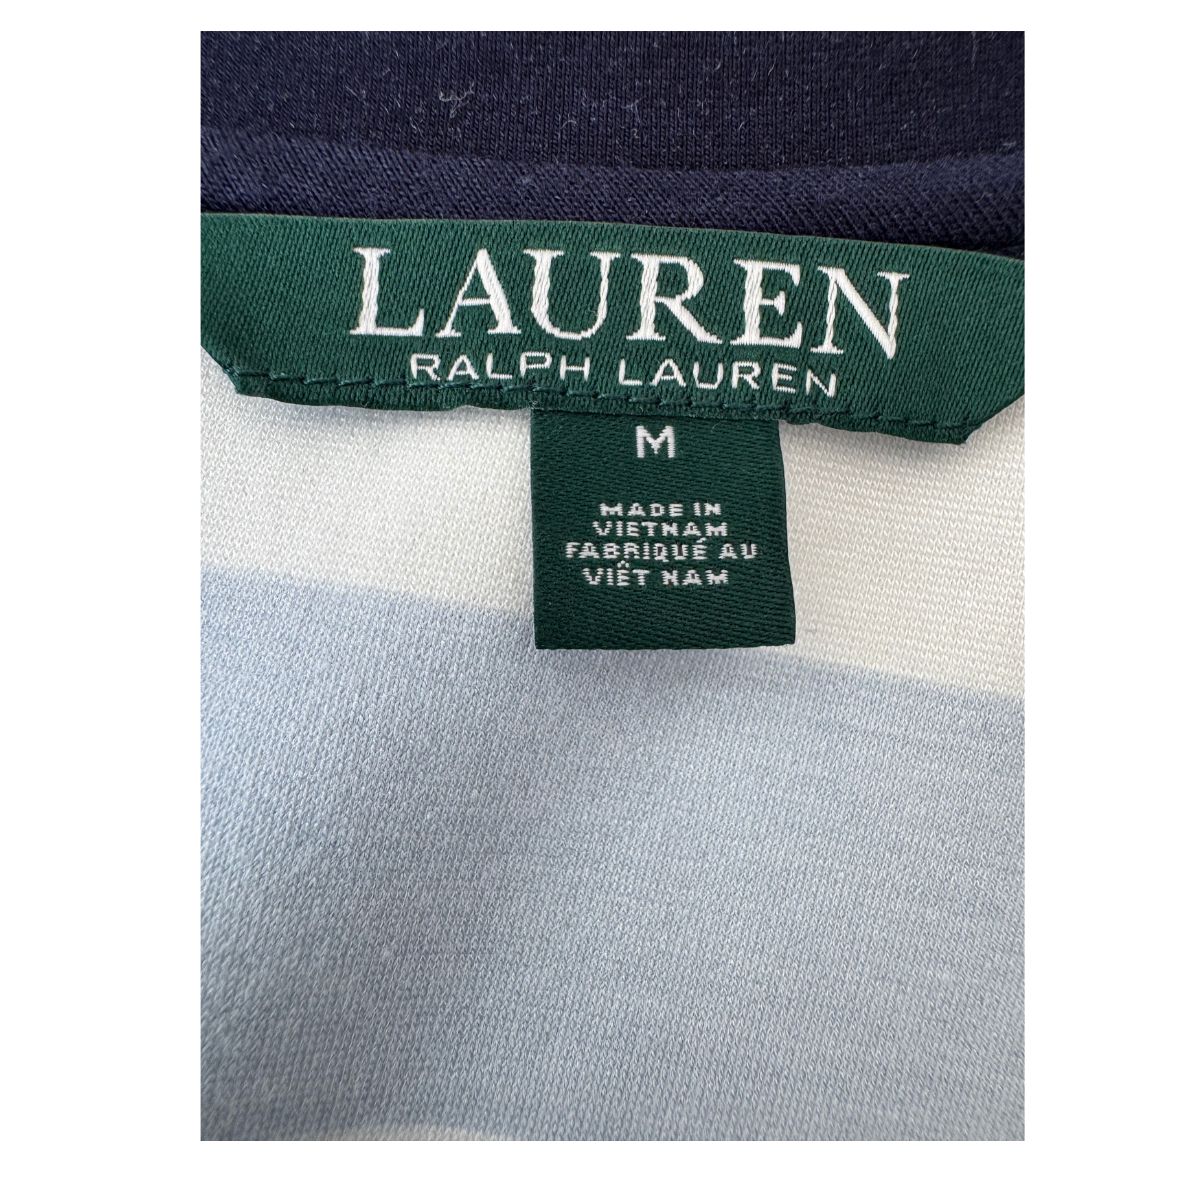 LAUREN
RALPH LAUREN
M
MADE IN
VIETNAM
FABRIQUÉ AU
VIÊT NAM